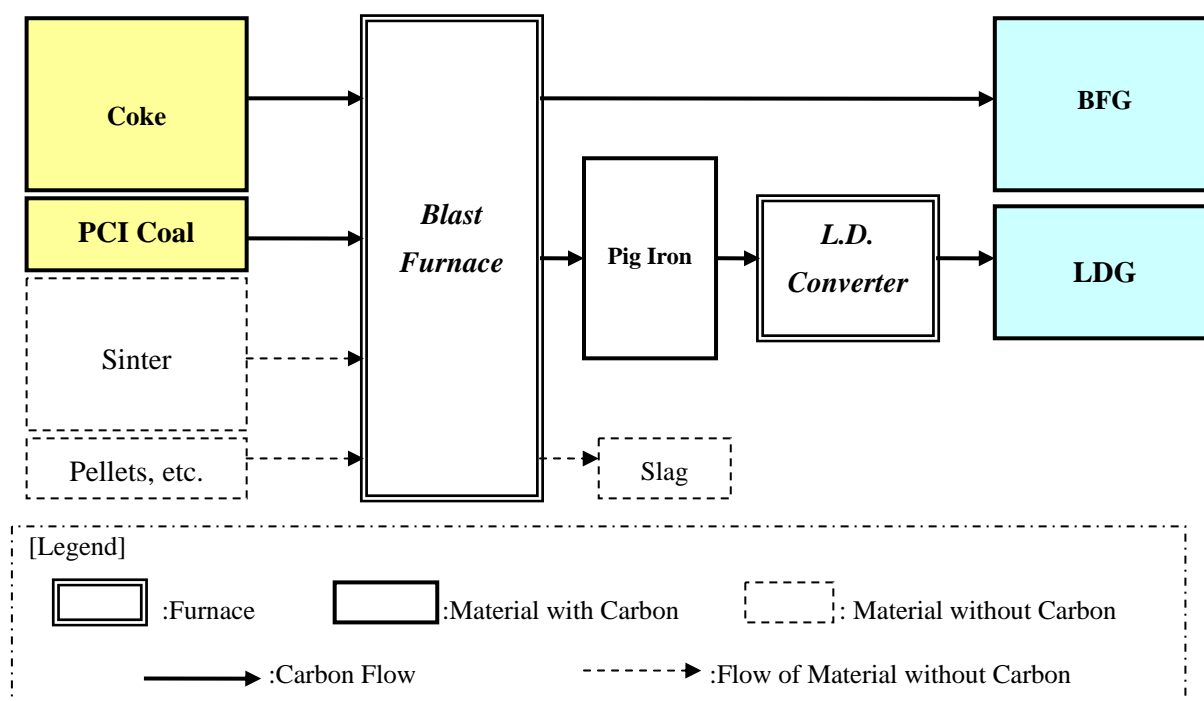 Coke
PCI Coal
Sinter
Pellets, etc.
Blast
Furnace
Pig Iron
Slag
L.D.
Converter
BFG
LDG
[Legend]
:Furnace
:Material with Carbon
: Material without Carbon
:Carbon Flow
:Flow of Material without Carbon